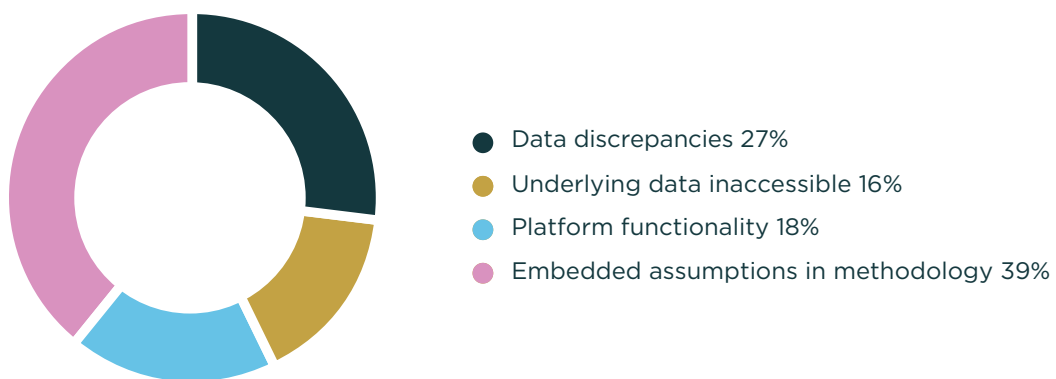 Data discrepancies 27%
Underlying data inaccessible 16%
Platform functionality 18%
Embedded assumptions in methodology 39%